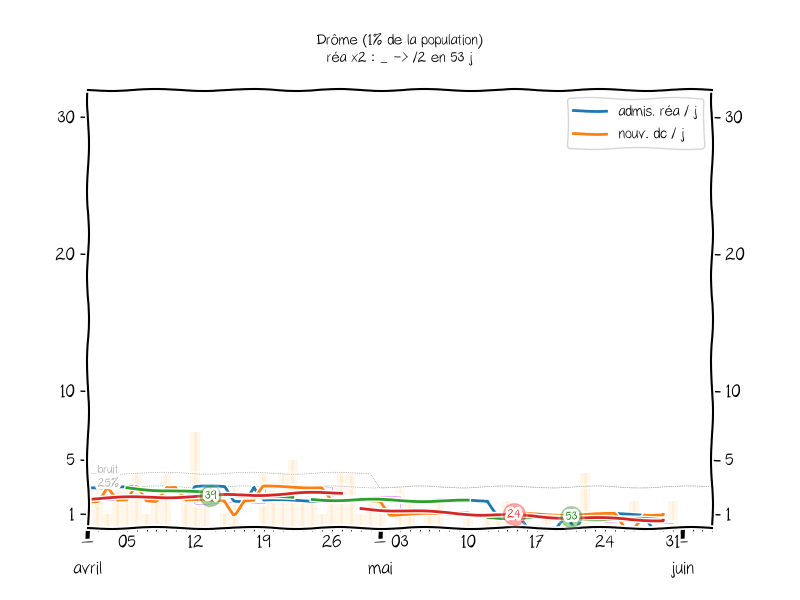 Drôme (1% de la population)
réa x2 : _ -> /2 en 53 j
30
20
10
5
1
30
20
10
5
1
admis. réa / j
nouv. dc / j
bruit
25%
39
24
53
05
12
19
26
03
10
17
24
31
avril
mai
juin